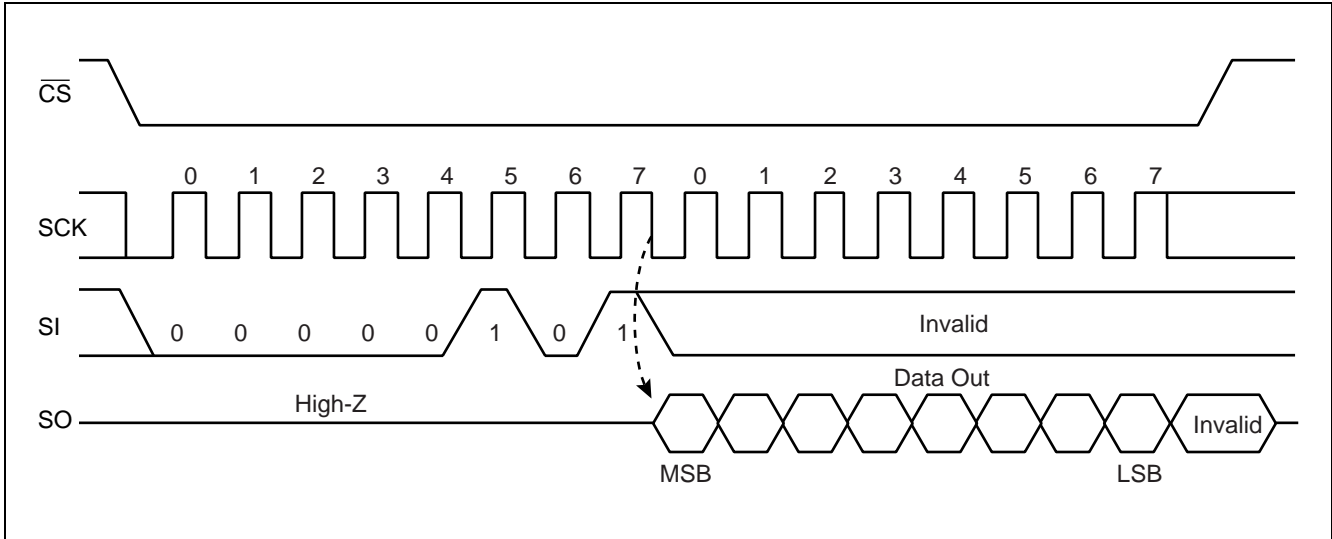 CS
0 1 2 3 4 5 6 7 0 1 2 3 4 5 6 7
SCK
SI
0 0 0 0 0 1 0 1
Invalid
Data Out
High-Z
SO
Invalid
MSB
LSB